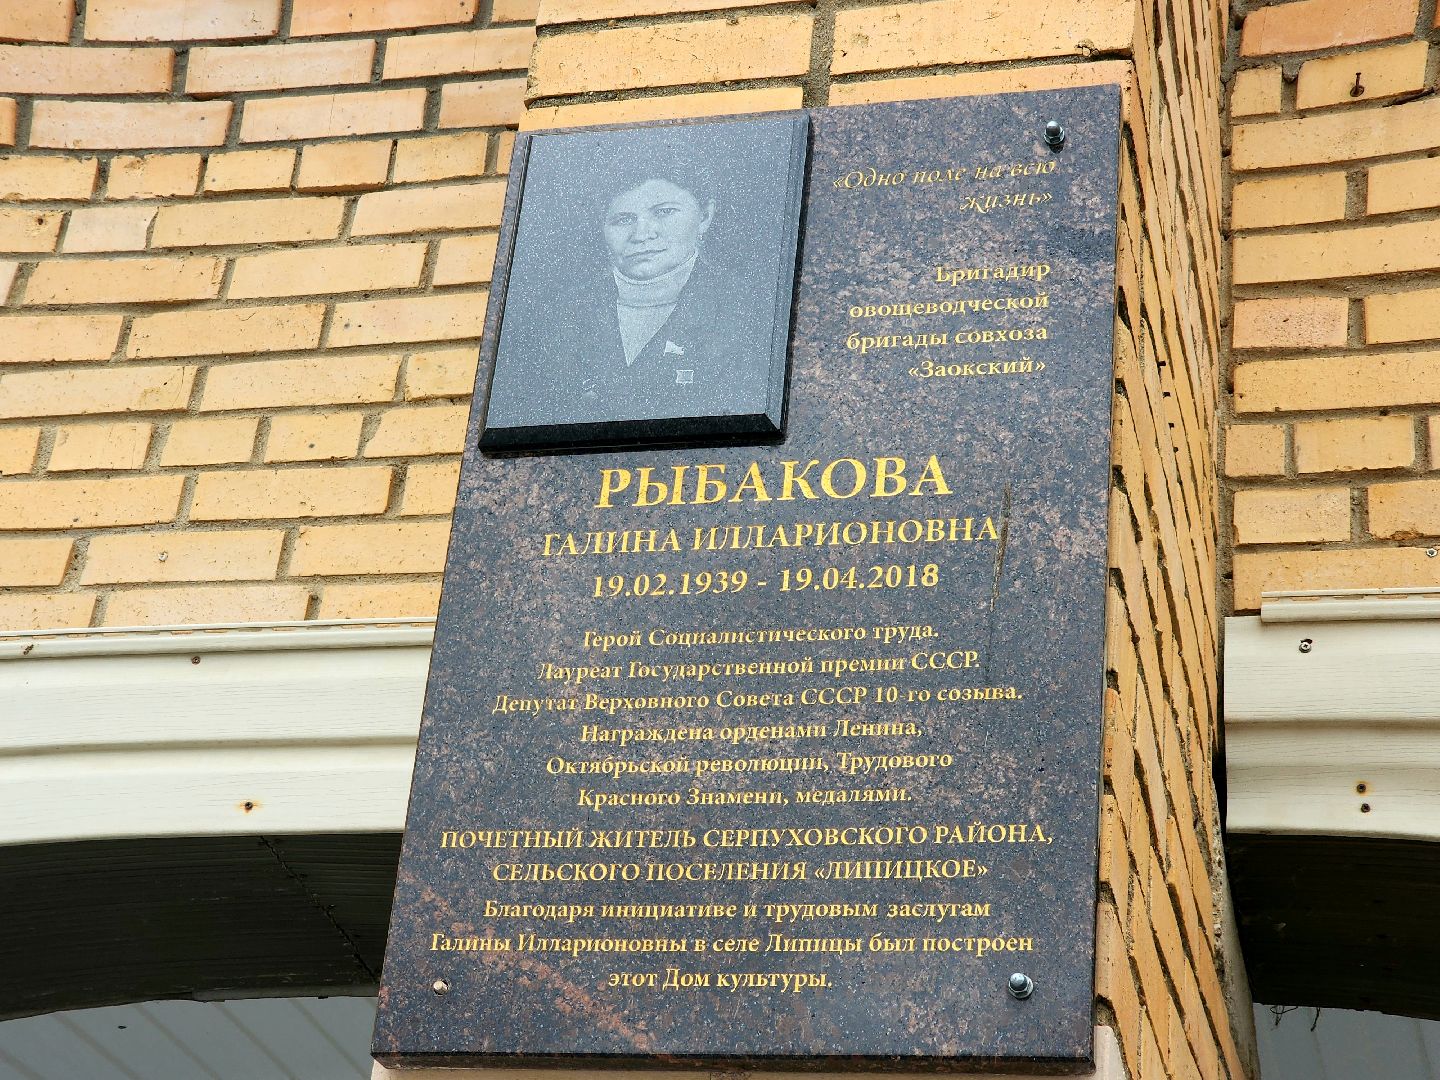 «Одно поле на всю
жизнь»
Бригадир
овощеводческой
бригады совхоза
«Заокский»
РЫБАКОВА
ГАЛИНА ИЛЛАРИОНОВНА
19.02.1939 - 19.04.2018
Герой Социалистического труда.
Лауреат Государственной премии СССР.
Депутат Верховного Совета СССР 10-го созыва.
Награждена орденами Ленина,
Октябрьской революции, Трудового
Красного Знамени, медалями.
ПОЧЕТНЫЙ ЖИТЕЛЬ СЕРПУХОВСКОГО РАЙОНА,
СЕЛЬСКОГО ПОСЕЛЕНИЯ «ЛИПИЦКОЕ»
Благодаря инициативе и трудовым заслугам
Галины Илларионовны в селе Липицы был построен
этот Дом культуры.